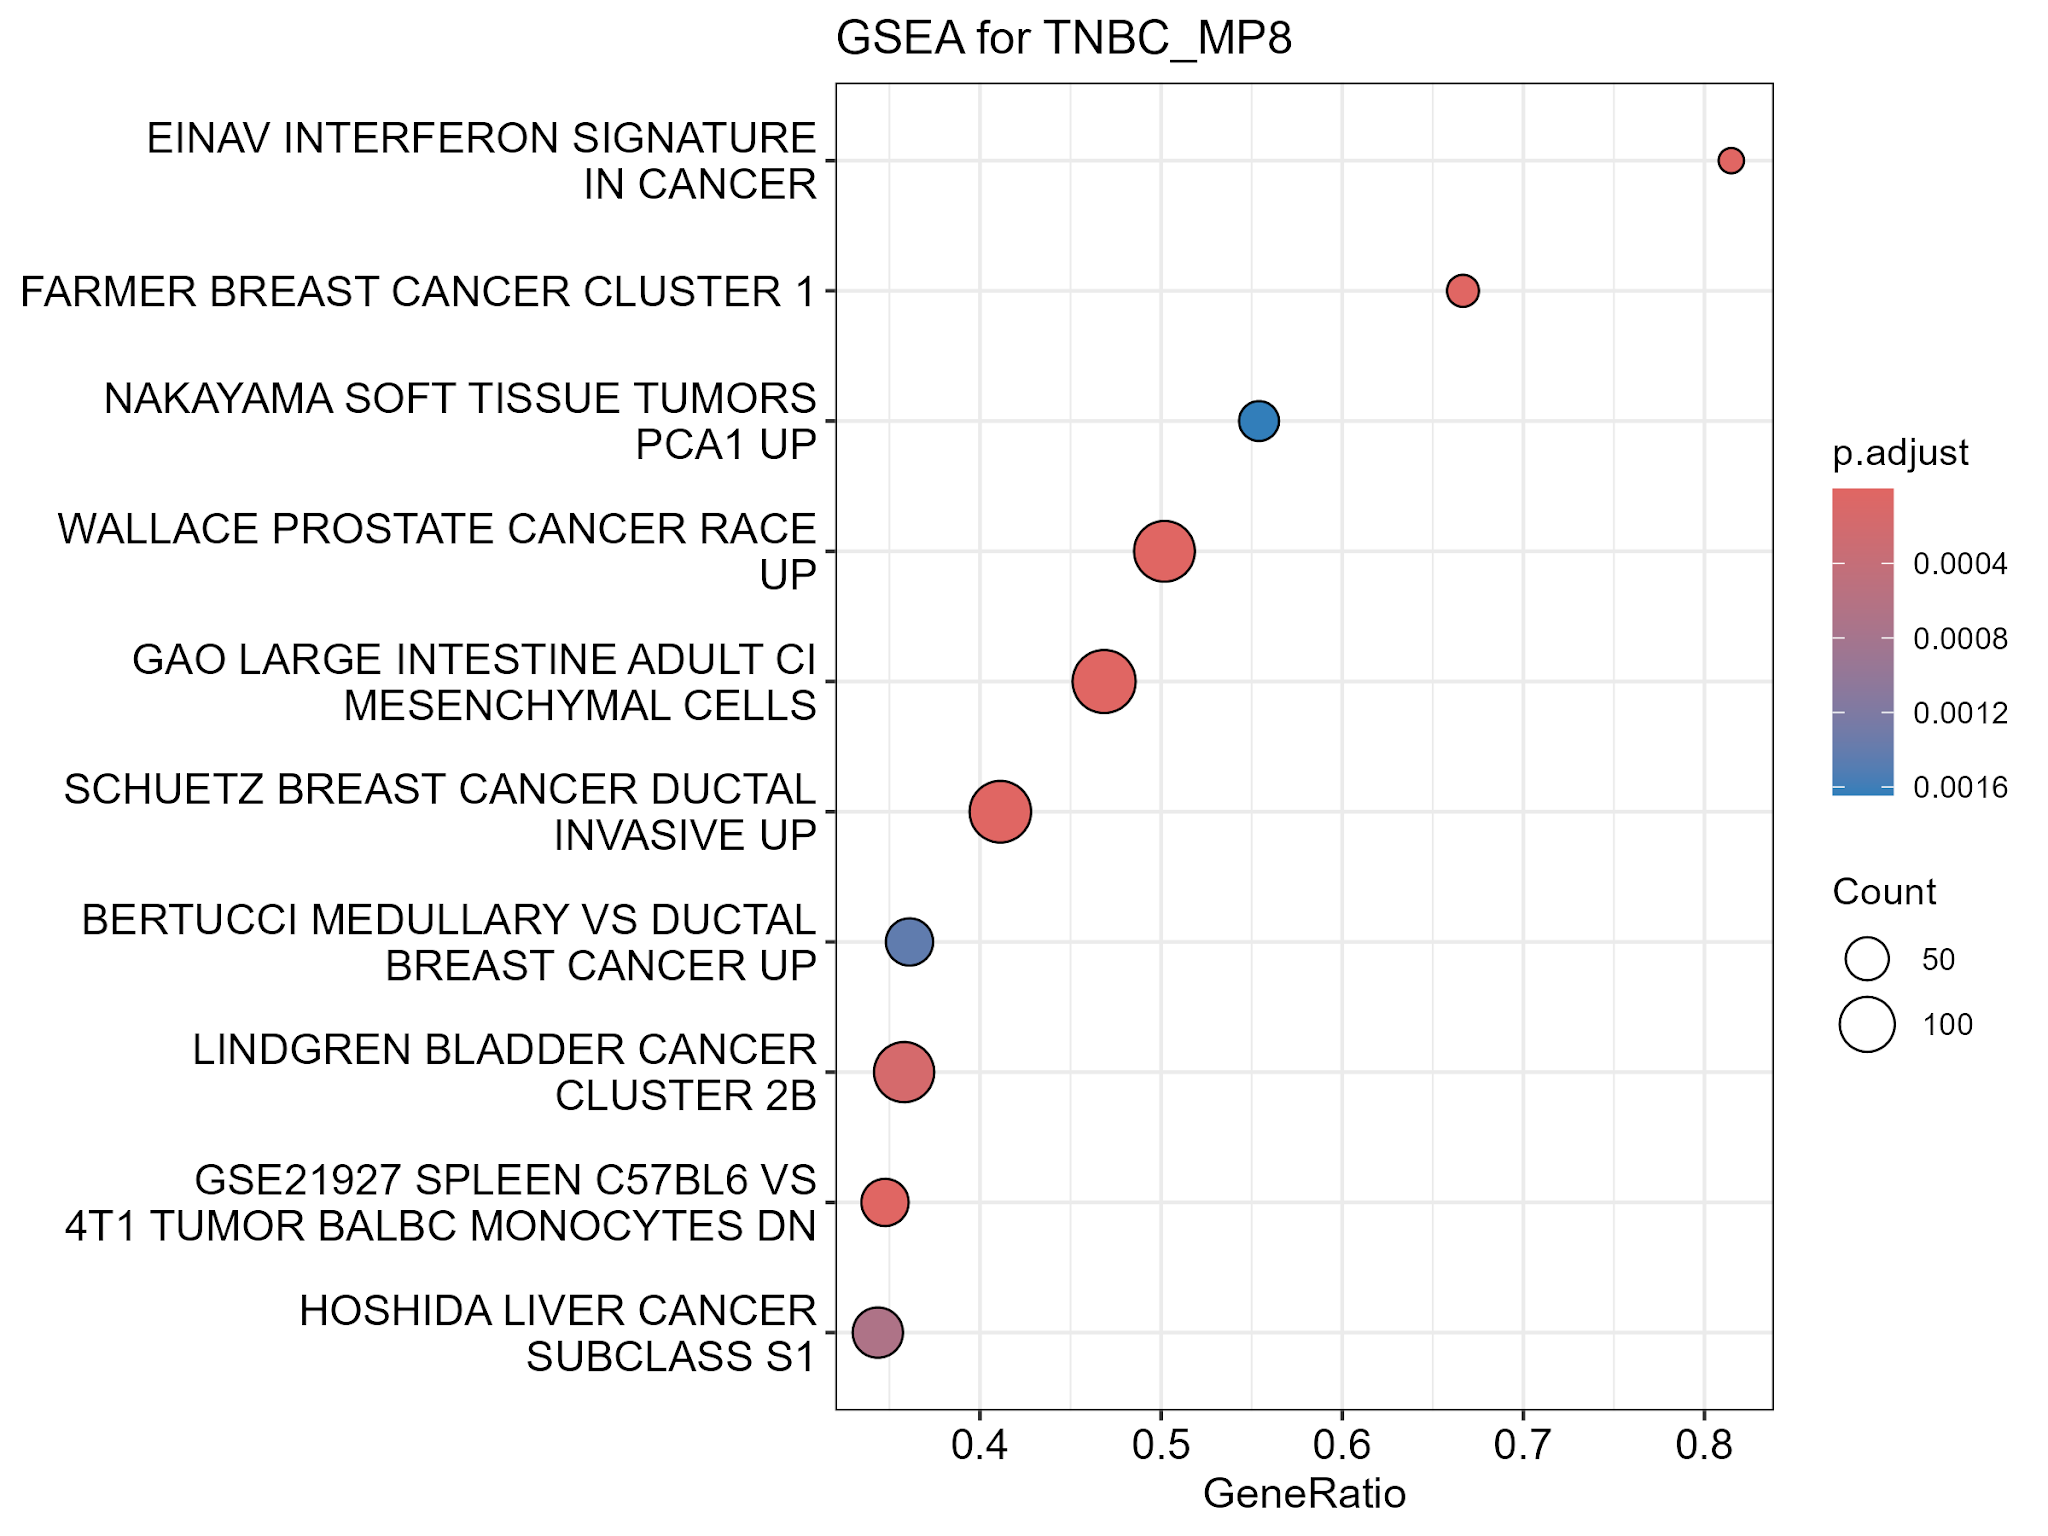 GSEA for TNBC_MP8
EINAV INTERFERON SIGNATURE
IN CANCER
FARMER BREAST CANCER CLUSTER 1
NAKAYAMA SOFT TISSUE TUMORS
PCA1 UP
WALLACE PROSTATE CANCER RACE
UP
GAO LARGE INTESTINE ADULT CI
MESENCHYMAL CELLS
SCHUETZ BREAST CANCER DUCTAL
INVASIVE UP
BERTUCCI MEDULLARY VS DUCTAL
BREAST CANCER UP
LINDGREN BLADDER CANCER
CLUSTER 2B
GSE21927 SPLEEN C57BL6 VS
4T1 TUMOR BALBC MONOCYTES DN
HOSHIDA LIVER CANCER
SUBCLASS S1
0.4 0.5 0.6 0.7 0.8
GeneRatio
p.adjust
0.0004
0.0008
0.0012
0.0016
Count
50
100